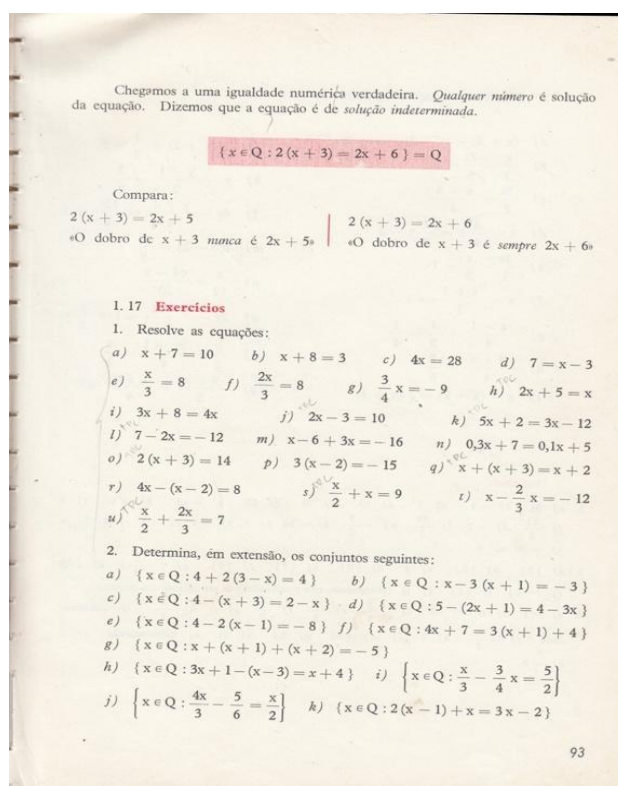 Chegamos a uma igualdade numérica verdadeira. Qualquer número é solução
da equação. Dizemos que a equação é de solução indeterminada.
{ x ∈ Q : 2 (x + 3) = 2x + 6 } = Q
Compara:
2 (x + 3) = 2x + 5
«O dobro de x + 3 nunca é 2x + 5»
2 (x + 3) = 2x + 6
«O dobro de x + 3 é sempre 2x + 6»
1. 17 Exercícios
1. Resolve as equações:
a) x + 7 = 10 b) x + 8 = 3 c) 4x = 28 d) 7 = x — 3
e) x/3 = 8 f) 2x/3 = 8 g) 3/4 x = — 9 h) TPC 2x + 5 = x
i) 3x + 8 = 4x j) TPC 2x — 3 = 10 k) TPC 5x + 2 = 3x — 12
l) TPC 7 — 2x = — 12 m) x — 6 + 3x = — 16 n) 0,3x + 7 = 0,1x + 5
o) TPC 2 (x + 3) = 14 p) 3 (x — 2) = — 15 q) TPC x + (x + 3) = x + 2
r) 4x — (x — 2) = 8 s) TPC x/2 + x = 9 t) x — 2/3 x = — 12
u) TPC x/2 + 2x/3 = 7
2. Determina, em extensão, os conjuntos seguintes:
a) { x ∈ Q : 4 + 2 (3 — x) = 4 } b) { x ∈ Q : x — 3 (x + 1) = — 3 }
c) { x ∈ Q : 4 — (x + 3) = 2 — x } d) { x ∈ Q : 5 — (2x + 1) = 4 — 3x }
e) { x ∈ Q : 4 — 2 (x — 1) = — 8 } f) { x ∈ Q : 4x + 7 = 3 (x + 1) + 4 }
g) { x ∈ Q : x + (x + 1) + (x + 2) = — 5 }
h) { x ∈ Q : 3x + 1 — (x — 3) = x + 4 } i) { x ∈ Q : x/3 — 3/4 x = 5/2 }
j) { x ∈ Q : 4x/3 — 5/6 = x/2 } k) { x ∈ Q : 2 (x — 1) + x = 3x — 2 }
93